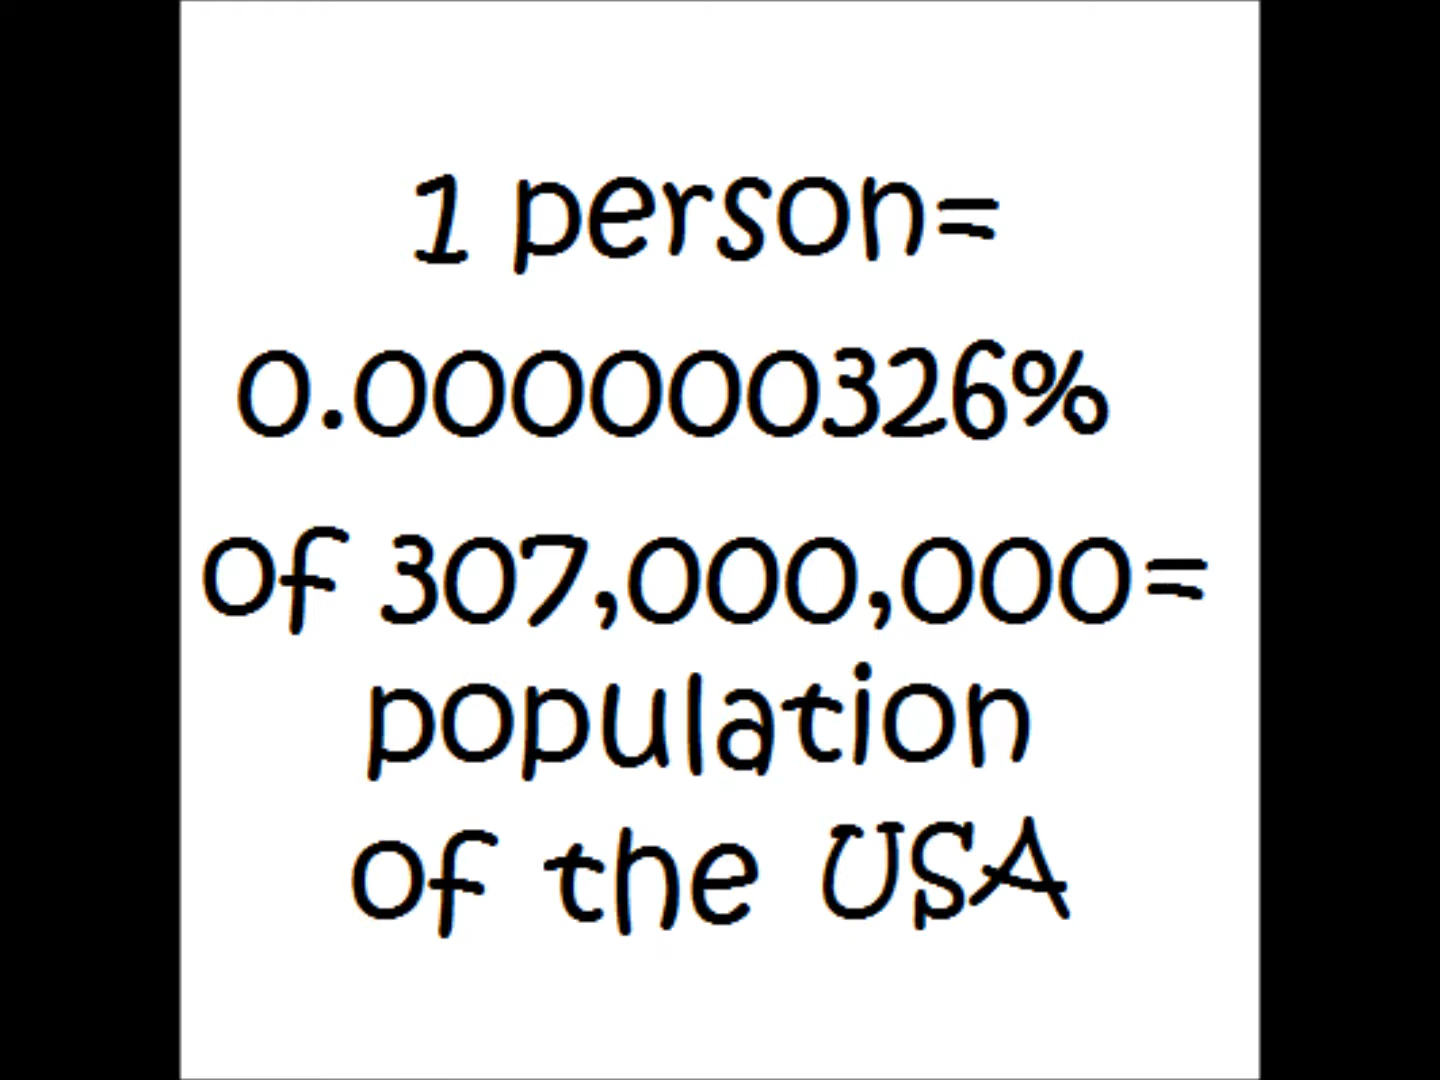 1 person=
0.000000326%
of 307,000,000=
population
of the USA